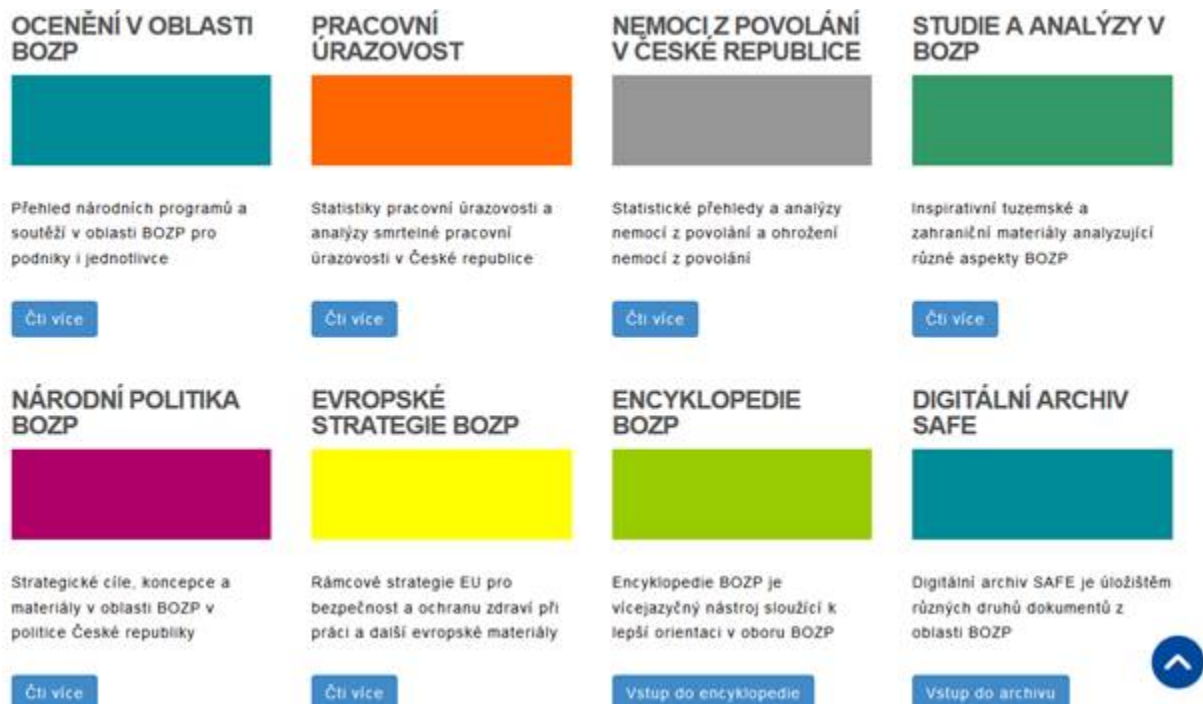 OCENĚNÍ V OBLASTI
BOZP
Přehled národních programů a
soutěží v oblasti BOZP pro
podniky i jednotlivce
Čti více
PRACOVNÍ
ÚRAZOVOST
Statistiky pracovní úrazovosti a
analýzy smrtelné pracovní
úrazovosti v České republice
Čti více
NEMOCI Z POVOLÁNÍ
V ČESKÉ REPUBLICE
Statistické přehledy a analýzy
nemocí z povolání a ohrožení
nemocí z povolání
Čti více
STUDIE A ANALÝZY V
BOZP
Inspirativní tuzemské a
zahraniční materiály analyzující
různé aspekty BOZP
Čti více
NÁRODNÍ POLITIKA
BOZP
Strategické cíle, koncepce a
materiály v oblasti BOZP v
politice České republiky
Čti více
EVROPSKÉ
STRATEGIE BOZP
Rámcové strategie EU pro
bezpečnost a ochranu zdraví při
práci a další evropské materiály
Čti více
ENCYKLOPEDIE
BOZP
Encyklopedie BOZP je
vícejazyčný nástroj sloužící k
lepší orientaci v oboru BOZP
Vstup do encyklopedie
DIGITÁLNÍ ARCHIV
SAFE
Digitální archiv SAFE je úložištěm
různých druhů dokumentů z
oblasti BOZP
Vstup do archivu